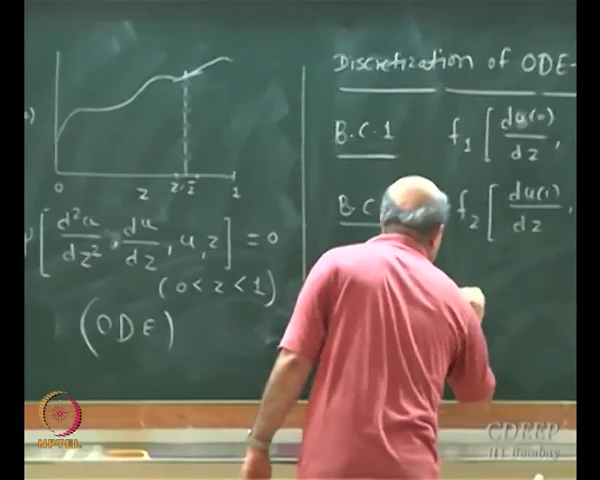 Discretization of ODE-
B.C.1 f₁ [ du(0)/dz ,
B.C f₂ [ du(1)/dz ,
0 z 1
[ d²u/dz² , du/dz , u, z ] = 0
(0 < z < 1)
(ODE)
NPTEL
CDEEP
IIT Bombay